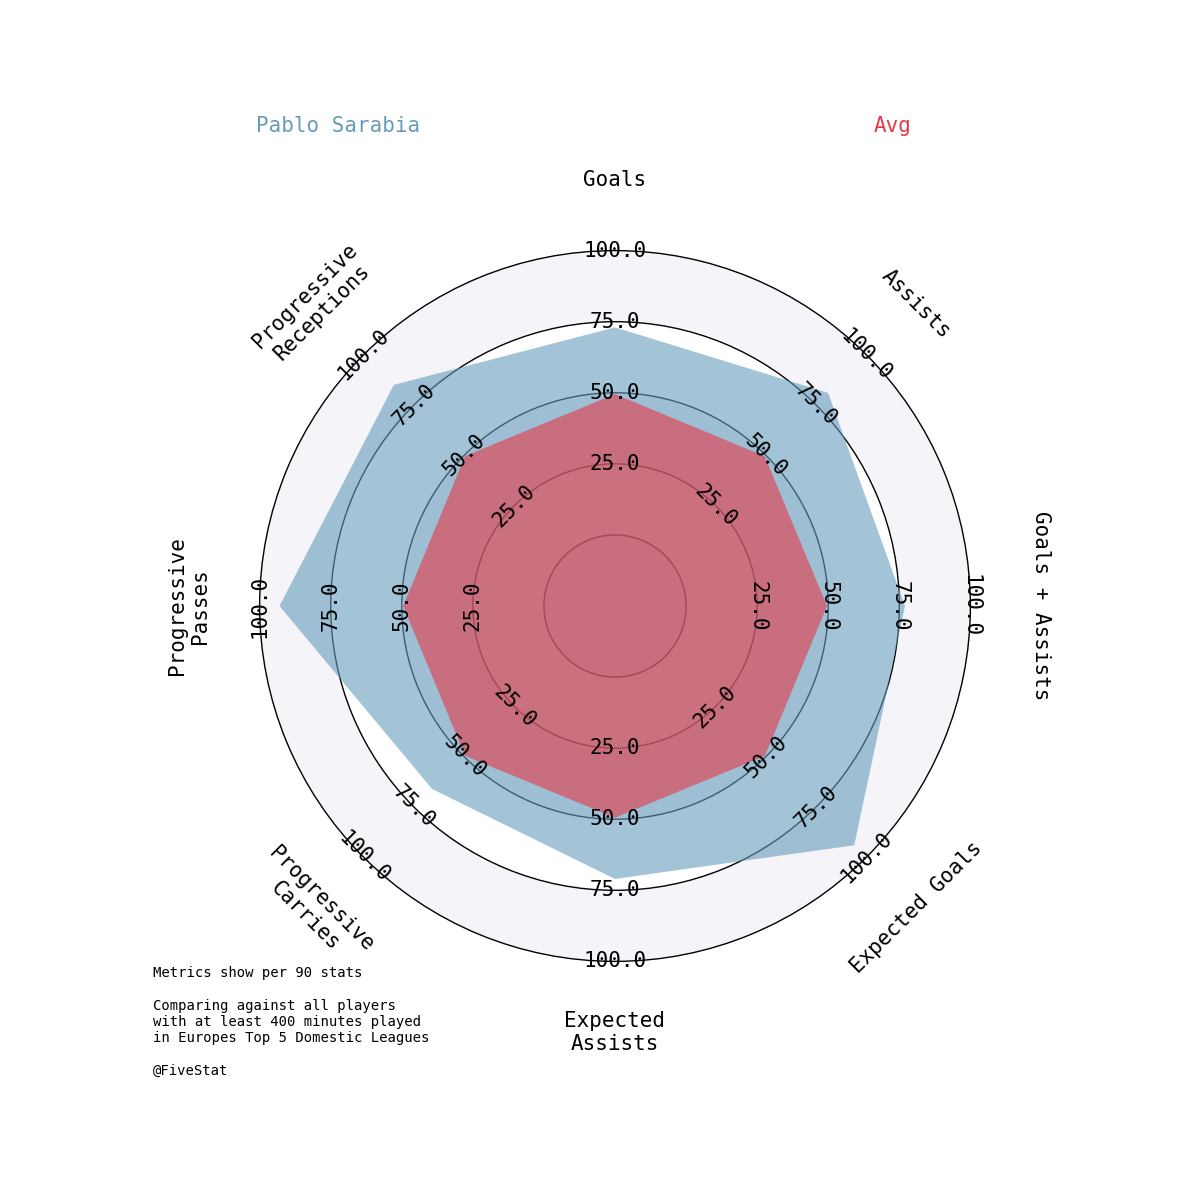 Pablo Sarabia
Avg
Goals
Assists
Goals + Assists
Expected Goals
Expected
Assists
Progressive
Carries
Progressive
Passes
Progressive
Receptions
25.0
50.0
75.0
100.0
25.0
50.0
75.0
100.0
25.0
50.0
75.0
100.0
25.0
50.0
75.0
100.0
25.0
50.0
75.0
100.0
25.0
50.0
75.0
100.0
25.0
50.0
75.0
100.0
25.0
50.0
75.0
100.0
Metrics show per 90 stats
Comparing against all players
with at least 400 minutes played
in Europes Top 5 Domestic Leagues
@FiveStat